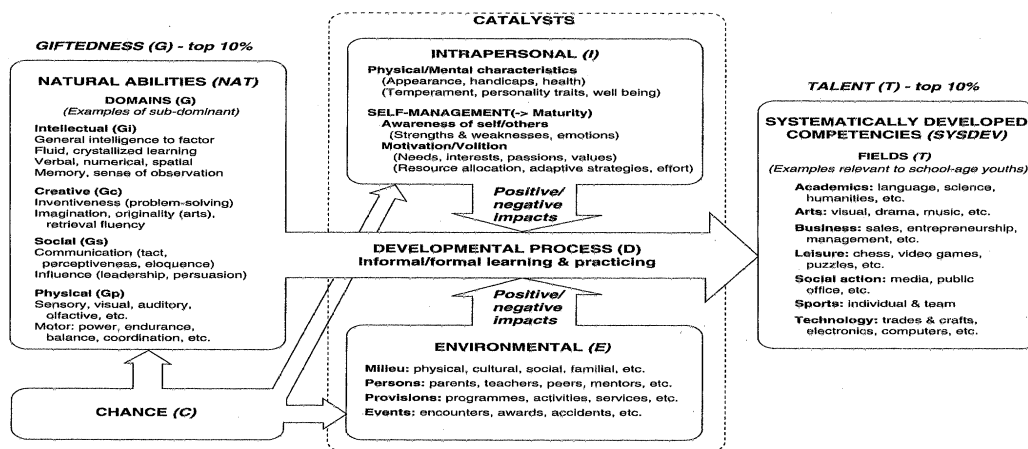 CATALYSTS
GIFTEDNESS (G) - top 10%
NATURAL ABILITIES (NAT)
DOMAINS (G)
(Examples of sub-dominant)
Intellectual (Gi)
General intelligence to factor
Fluid, crystallized learning
Verbal, numerical, spatial
Memory, sense of observation
Creative (Gc)
Inventiveness (problem-solving)
Imagination, originality (arts),
retrieval fluency
Social (Gs)
Communication (tact,
perceptiveness, eloquence)
Influence (leadership, persuasion)
Physical (Gp)
Sensory, visual, auditory,
olfactive, etc.
Motor: power, endurance,
balance, coordination, etc.
CHANCE (C)
INTRAPERSONAL (I)
Physical/Mental characteristics
(Appearance, handicaps, health)
(Temperament, personality traits, well being)
SELF-MANAGEMENT(-> Maturity)
Awareness of self/others
(Strengths & weaknesses, emotions)
Motivation/Volition
(Needs, interests, passions, values)
(Resource allocation, adaptive strategies, effort)
Positive/
negative
impacts
DEVELOPMENTAL PROCESS (D)
Informal/formal learning & practicing
Positive/
negative
impacts
ENVIRONMENTAL (E)
Milieu: physical, cultural, social, familial, etc.
Persons: parents, teachers, peers, mentors, etc.
Provisions: programmes, activities, services, etc.
Events: encounters, awards, accidents, etc.
TALENT (T) - top 10%
SYSTEMATICALLY DEVELOPED
COMPETENCIES (SYSDEV)
FIELDS (T)
(Examples relevant to school-age youths)
Academics: language, science,
humanities, etc.
Arts: visual, drama, music, etc.
Business: sales, entrepreneurship,
management, etc.
Leisure: chess, video games,
puzzles, etc.
Social action: media, public
office, etc.
Sports: individual & team
Technology: trades & crafts,
electronics, computers, etc.